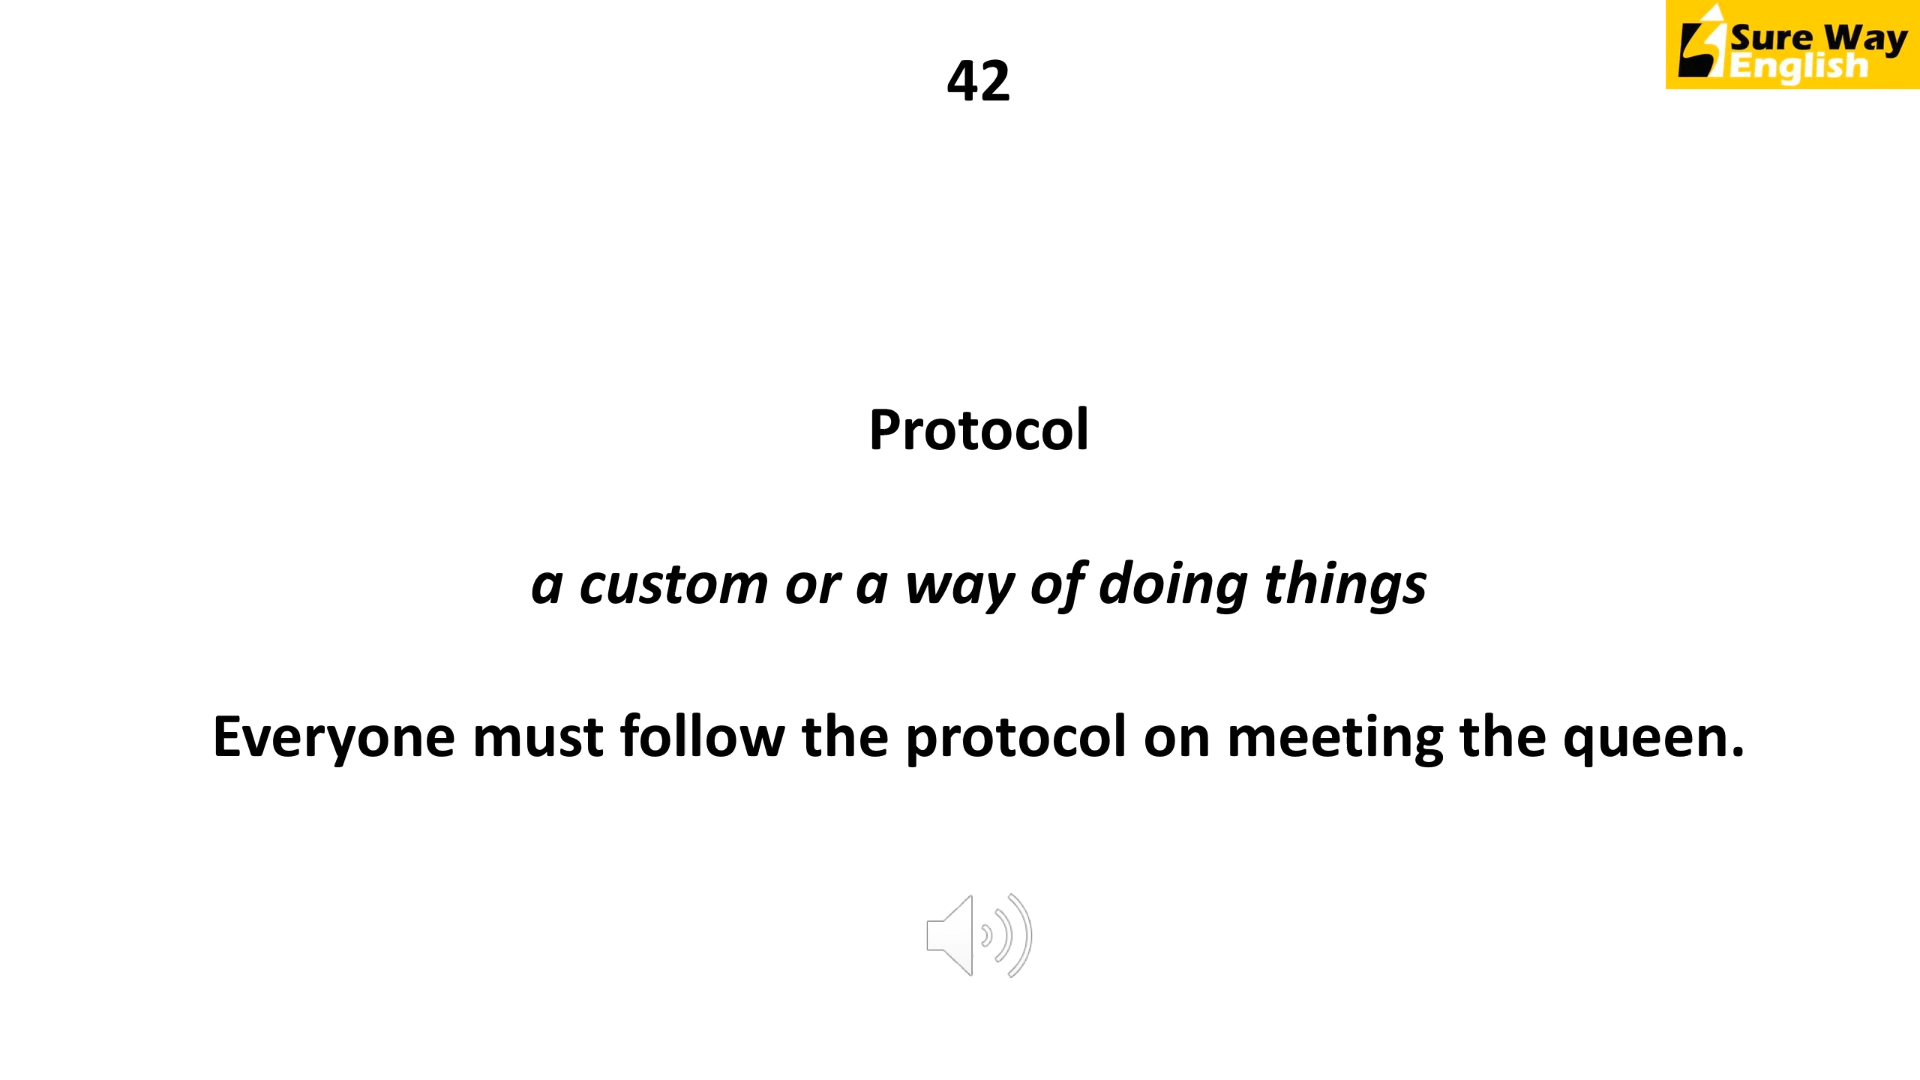 42
Sure Way
English
Protocol
a custom or a way of doing things
Everyone must follow the protocol on meeting the queen.